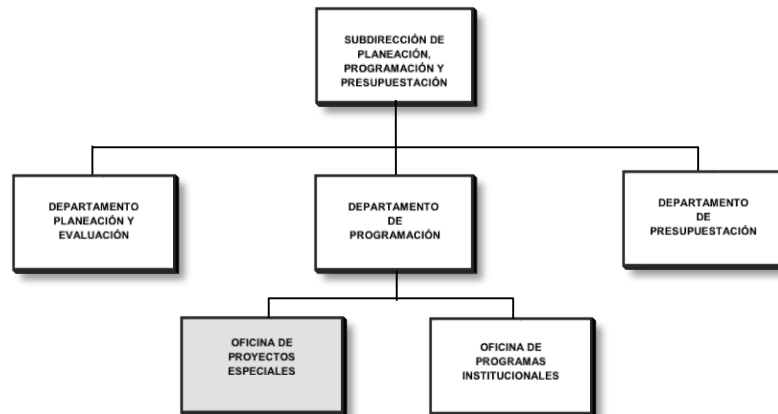 SUBDIRECCIÓN DE
PLANEACIÓN,
PROGRAMACIÓN Y
PRESUPUESTACIÓN
DEPARTAMENTO
PLANEACIÓN Y
EVALUACIÓN
DEPARTAMENTO
DE
PROGRAMACIÓN
DEPARTAMENTO
DE
PRESUPUESTACIÓN
OFICINA DE
PROYECTOS
ESPECIALES
OFICINA DE
PROGRAMAS
INSTITUCIONALES